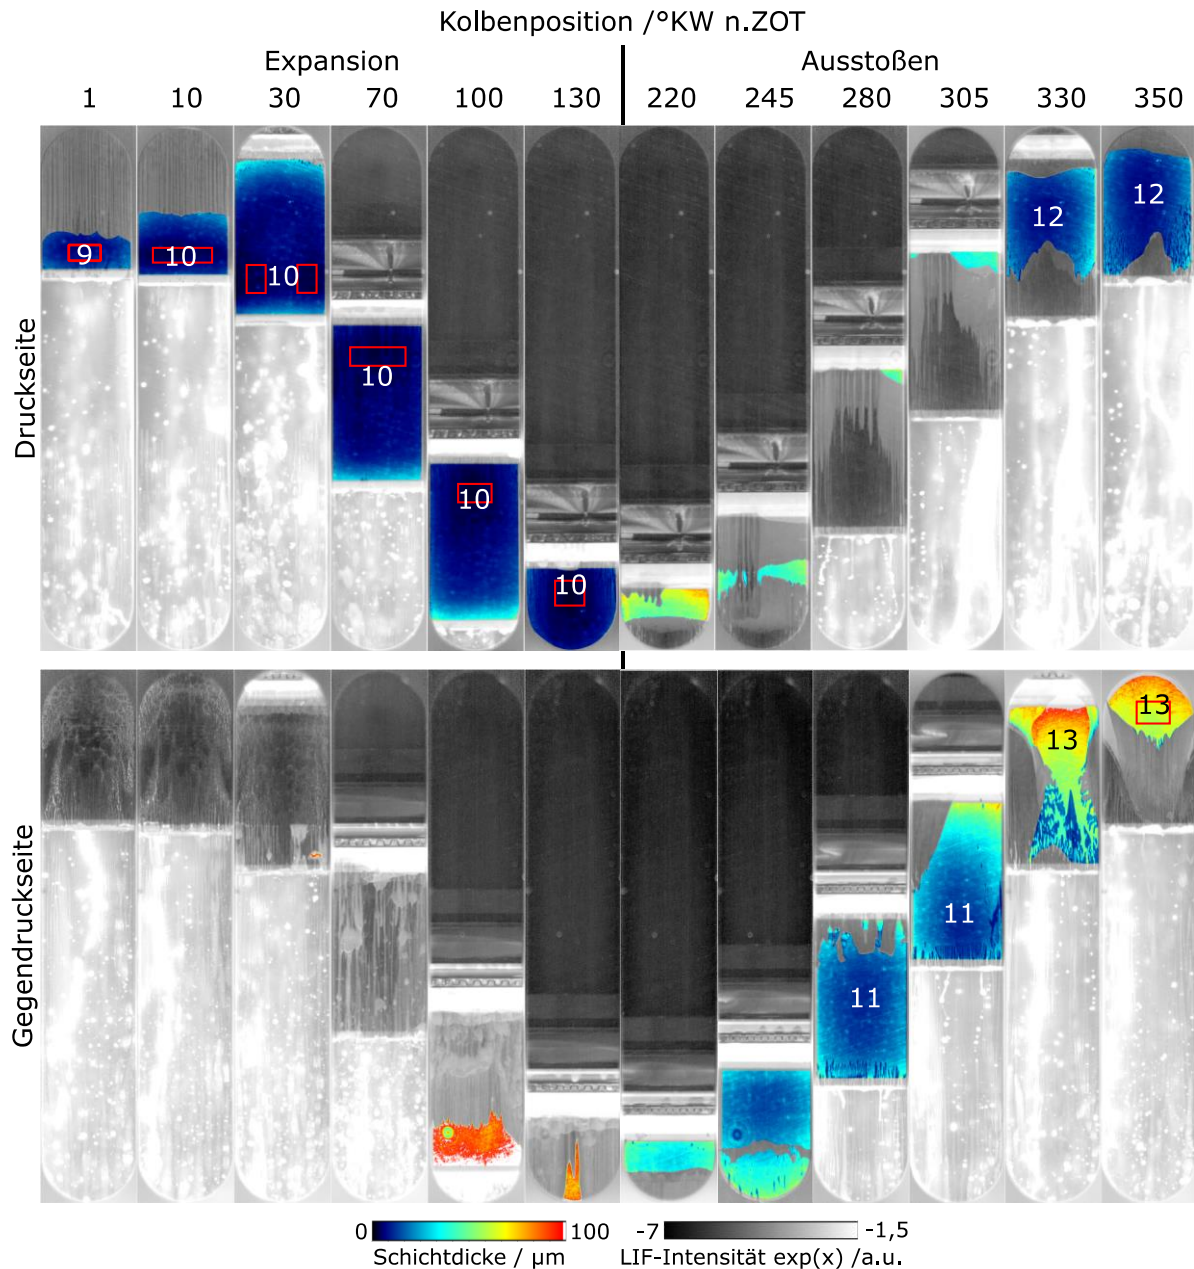 Kolbenposition /°KW n.ZOT
Expansion Ausstoßen
1 10 30 70 100 130 220 245 280 305 330 350
Druckseite
9 10 10 10 10 10 12 12
Gegendruckseite
11 11 13 13
0 100 -7 -1,5
Schichtdicke / µm LIF-Intensität exp(x) /a.u.